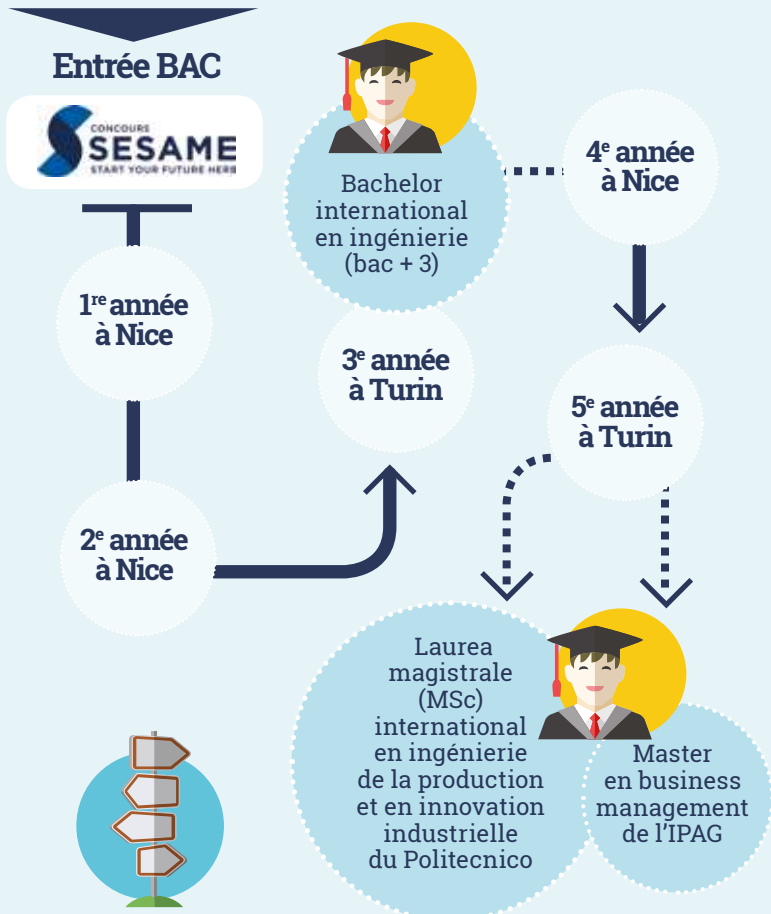 Entrée BAC
CONCOURS
SESAME
START YOUR FUTURE HERE
1re année
à Nice
2e année
à Nice
3e année
à Turin
Bachelor
international
en ingénierie
(bac + 3)
4e année
à Nice
5e année
à Turin
Laurea
magistrale
(MSc)
international
en ingénierie
de la production
et en innovation
industrielle
du Politecnico
Master
en business
management
de l’IPAG